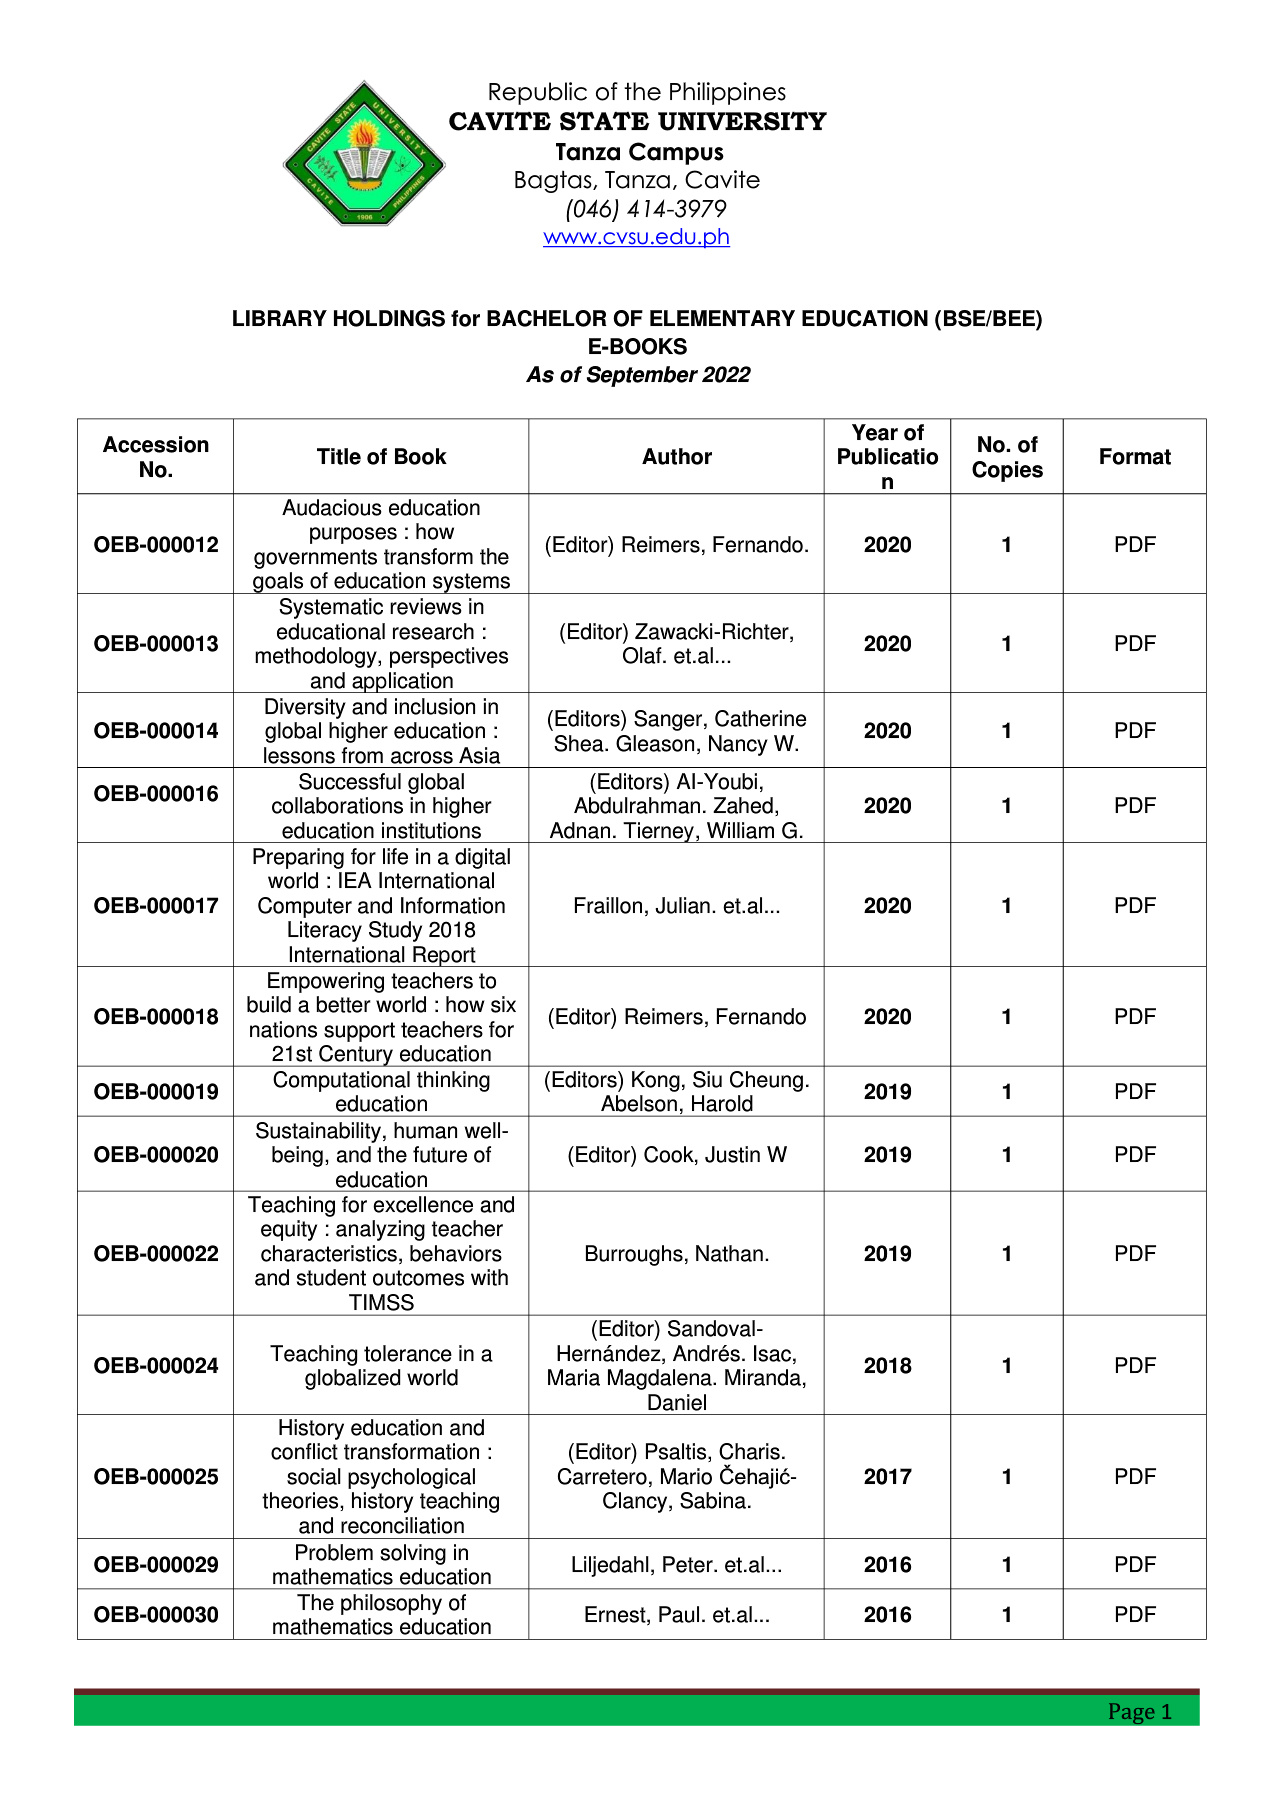 CAVITE STATE UNIVERSITY
CAVITE
PHILIPPINES
1906
Republic of the Philippines
CAVITE STATE UNIVERSITY
Tanza Campus
Bagtas, Tanza, Cavite
(046) 414-3979
www.cvsu.edu.ph
LIBRARY HOLDINGS for BACHELOR OF ELEMENTARY EDUCATION (BSE/BEE)
E-BOOKS
As of September 2022
Accession
No.
Title of Book
Author
Year of
Publicatio
n
No. of
Copies
Format
OEB-000012
Audacious education
purposes : how
governments transform the
goals of education systems
(Editor) Reimers, Fernando.
2020
1
PDF
OEB-000013
Systematic reviews in
educational research :
methodology, perspectives
and application
(Editor) Zawacki-Richter,
Olaf. et.al...
2020
1
PDF
OEB-000014
Diversity and inclusion in
global higher education :
lessons from across Asia
(Editors) Sanger, Catherine
Shea. Gleason, Nancy W.
2020
1
PDF
OEB-000016
Successful global
collaborations in higher
education institutions
(Editors) Al-Youbi,
Abdulrahman. Zahed,
Adnan. Tierney, William G.
2020
1
PDF
OEB-000017
Preparing for life in a digital
world : IEA International
Computer and Information
Literacy Study 2018
International Report
Fraillon, Julian. et.al...
2020
1
PDF
OEB-000018
Empowering teachers to
build a better world : how six
nations support teachers for
21st Century education
(Editor) Reimers, Fernando
2020
1
PDF
OEB-000019
Computational thinking
education
(Editors) Kong, Siu Cheung.
Abelson, Harold
2019
1
PDF
OEB-000020
Sustainability, human well-
being, and the future of
education
(Editor) Cook, Justin W
2019
1
PDF
OEB-000022
Teaching for excellence and
equity : analyzing teacher
characteristics, behaviors
and student outcomes with
TIMSS
Burroughs, Nathan.
2019
1
PDF
OEB-000024
Teaching tolerance in a
globalized world
(Editor) Sandoval-
Hernández, Andrés. Isac,
Maria Magdalena. Miranda,
Daniel
2018
1
PDF
OEB-000025
History education and
conflict transformation :
social psychological
theories, history teaching
and reconciliation
(Editor) Psaltis, Charis.
Carretero, Mario Čehajić-
Clancy, Sabina.
2017
1
PDF
OEB-000029
Problem solving in
mathematics education
Liljedahl, Peter. et.al...
2016
1
PDF
OEB-000030
The philosophy of
mathematics education
Ernest, Paul. et.al...
2016
1
PDF
Page 1